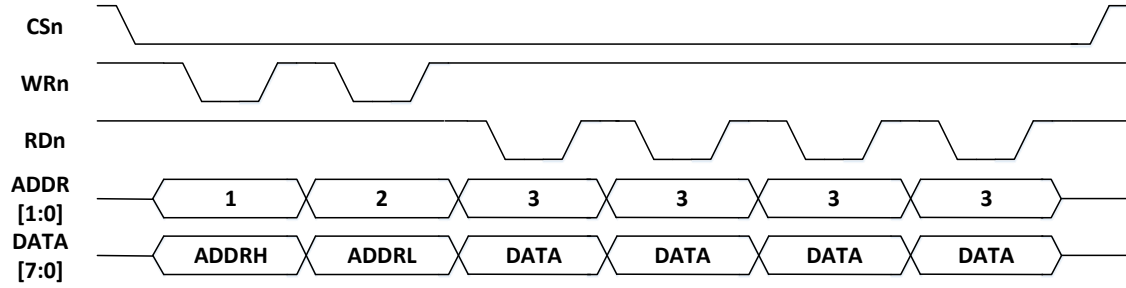 CSn
WRn
RDn
ADDR
[1:0]
1 2 3 3 3 3
DATA
[7:0]
ADDRH ADDRL DATA DATA DATA DATA